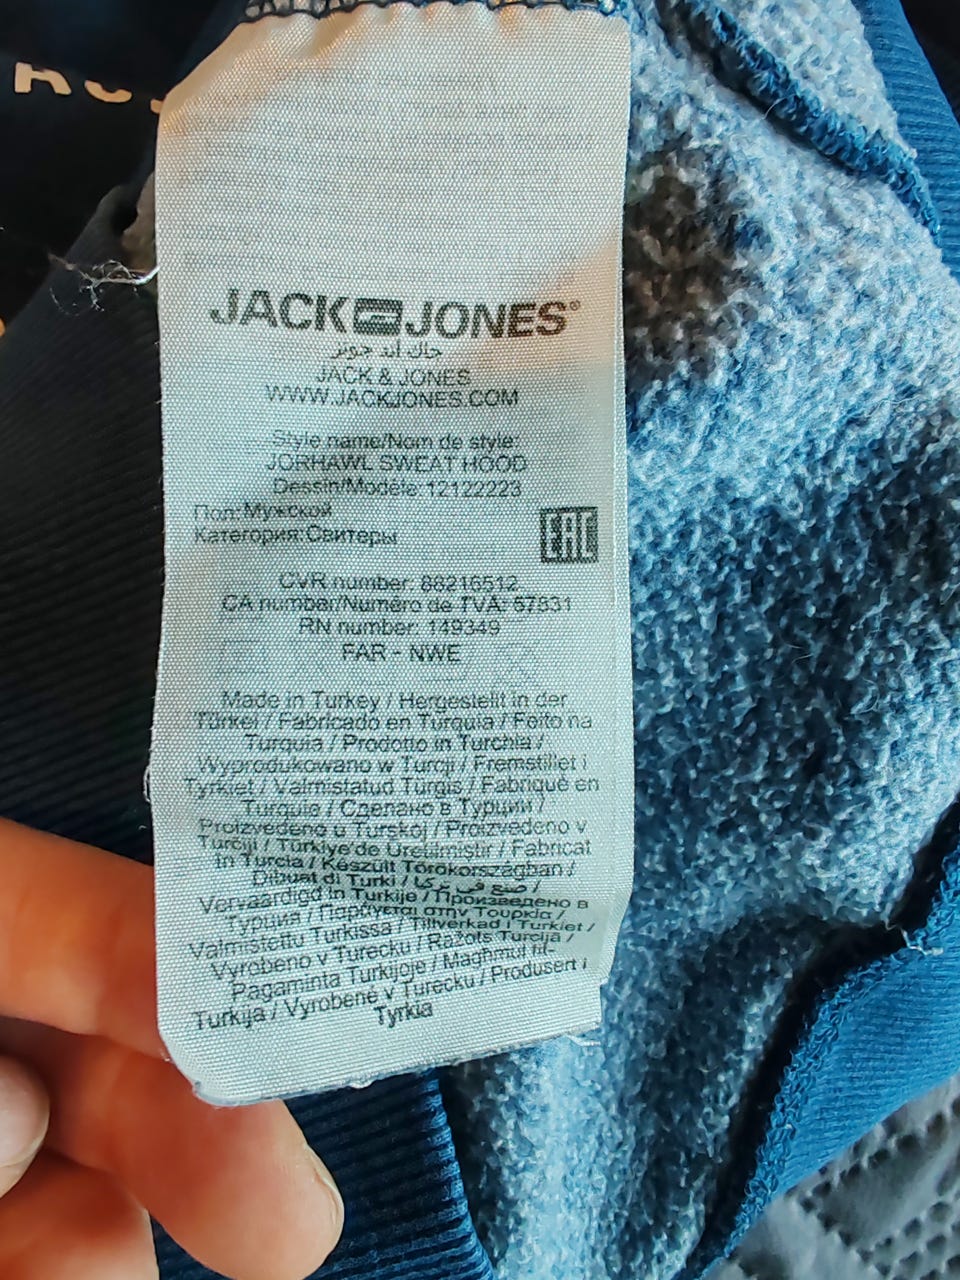 JACK JONES®
جاك اند جونز
JACK & JONES
WWW.JACKJONES.COM
Style name/Nom de style:
JORHAWL SWEAT HOOD
Dessin/Modèle: 12122223
Пол: Мужской
Категория: Свитеры
EAC
CVR number: 88216512
CA number/Numéro de TVA: 57831
RN number: 149349
FAR - NWE
Made in Turkey / Hergestellt in der
Türkei / Fabricado en Turquía / Feito na
Turquia / Prodotto in Turchia /
Wyprodukowano w Turcji / Fremstillet i
Tyrkiet / Valmistatud Türgis / Fabriqué en
Turquie / Сделано в Турции /
Proizvedeno u Turskoj / Proizvedeno v
Turčiji / Türkiye'de Üretilmiştir / Fabricat
în Turcia / Készült Törökországban /
Dibuat di Turki / صنع في تركيا /
Vervaardigd in Turkije / Произведено в
Турция / Παράγεται στην Τουρκία /
Tillverkad i Turkiet /
Valmistettu Turkissa / Ražots Turcijā /
Vyrobeno v Turecku / Maghmul fit-
Pagaminta Turkijoje / Produsert i
Turkija / Vyrobené v Turecku /
Tyrkia